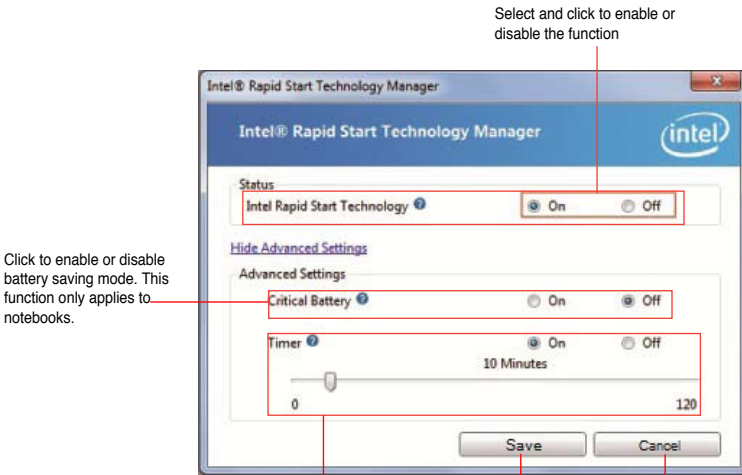 Select and click to enable or
disable the function
Intel® Rapid Start Technology Manager
Intel® Rapid Start Technology Manager
intel
Status
Intel Rapid Start Technology ? On Off
Hide Advanced Settings
Advanced Settings
Click to enable or disable
battery saving mode. This
function only applies to
notebooks.
Critical Battery ? On Off
Timer ? On Off
10 Minutes
0 120
Save Cancel